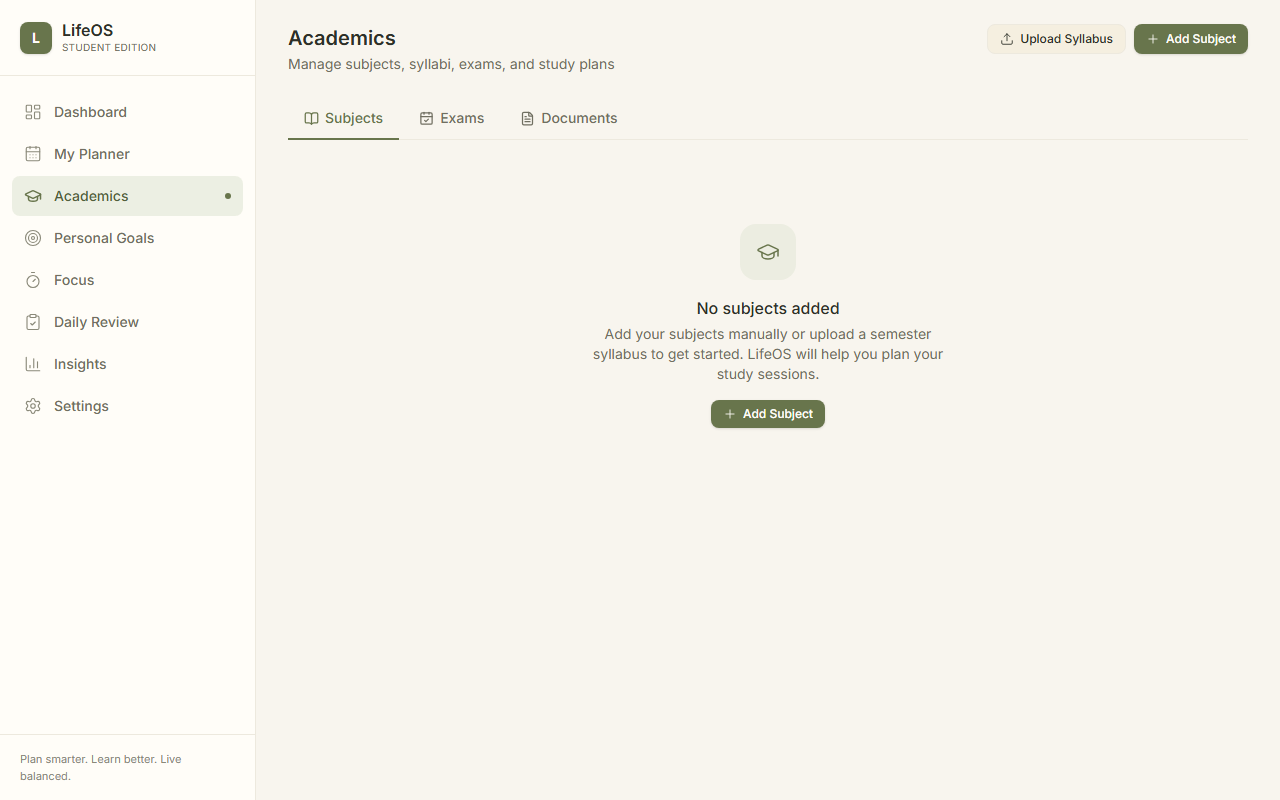 L
LifeOS
STUDENT EDITION
Dashboard
My Planner
Academics
Personal Goals
Focus
Daily Review
Insights
Settings
Plan smarter. Learn better. Live
balanced.
Academics
Manage subjects, syllabi, exams, and study plans
Upload Syllabus
Add Subject
Subjects
Exams
Documents
No subjects added
Add your subjects manually or upload a semester
syllabus to get started. LifeOS will help you plan your
study sessions.
Add Subject